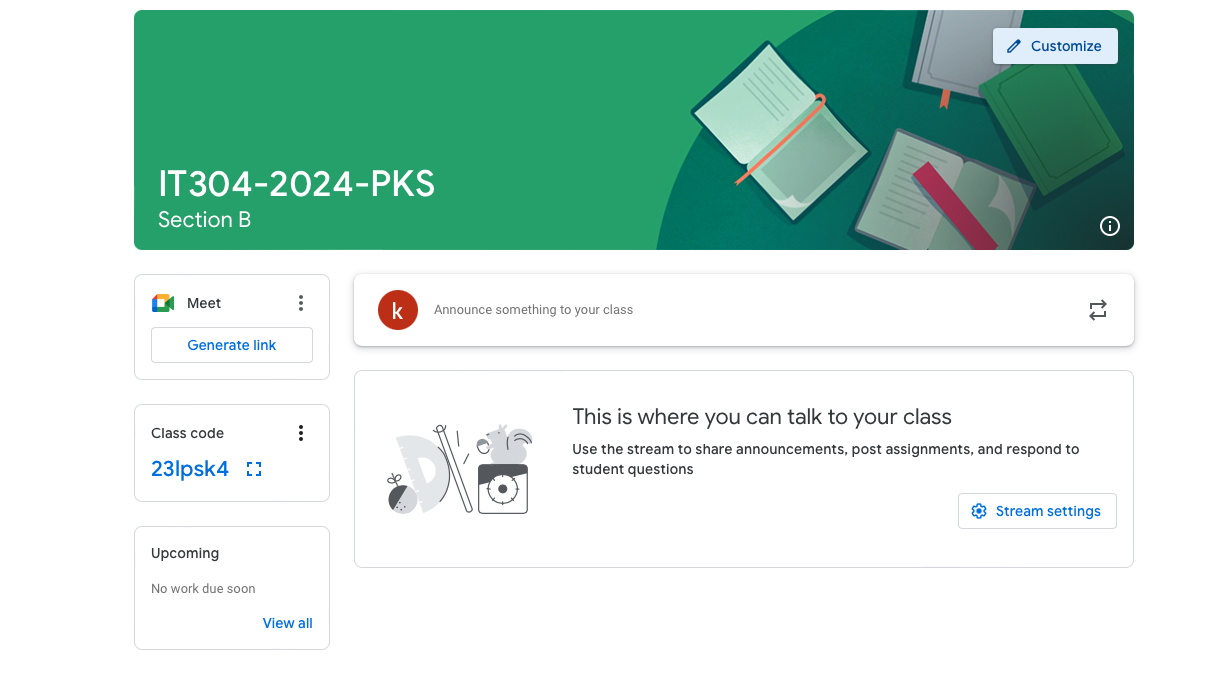 Customize
IT304-2024-PKS
Section B
Meet
Generate link
k
Announce something to your class
Class code
23lpsk4
Upcoming
No work due soon
View all
This is where you can talk to your class
Use the stream to share announcements, post assignments, and respond to
student questions
Stream settings